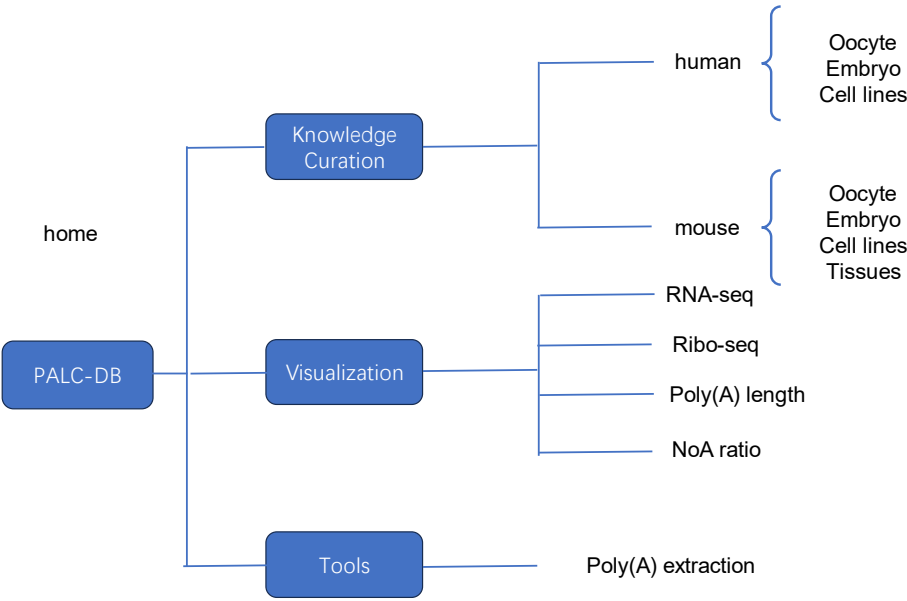 home
PALC-DB
Knowledge
Curation
human
Oocyte
Embryo
Cell lines
mouse
Oocyte
Embryo
Cell lines
Tissues
Visualization
RNA-seq
Ribo-seq
Poly(A) length
NoA ratio
Tools
Poly(A) extraction